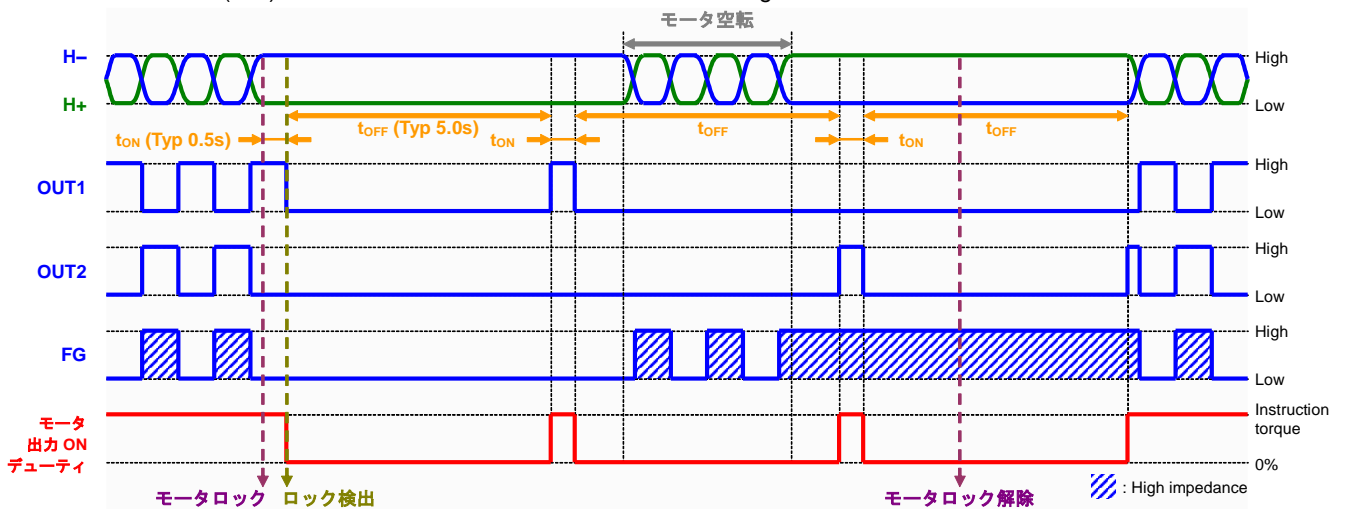 モータ空転
H–
High
H+
Low
tON (Typ 0.5s)
tOFF (Typ 5.0s)
tON
tOFF
tON
tOFF
OUT1
High
Low
OUT2
High
Low
FG
High
Low
モータ
出力 ON
デューティ
Instruction
torque
0%
モータロック
ロック検出
モータロック解除
: High impedance